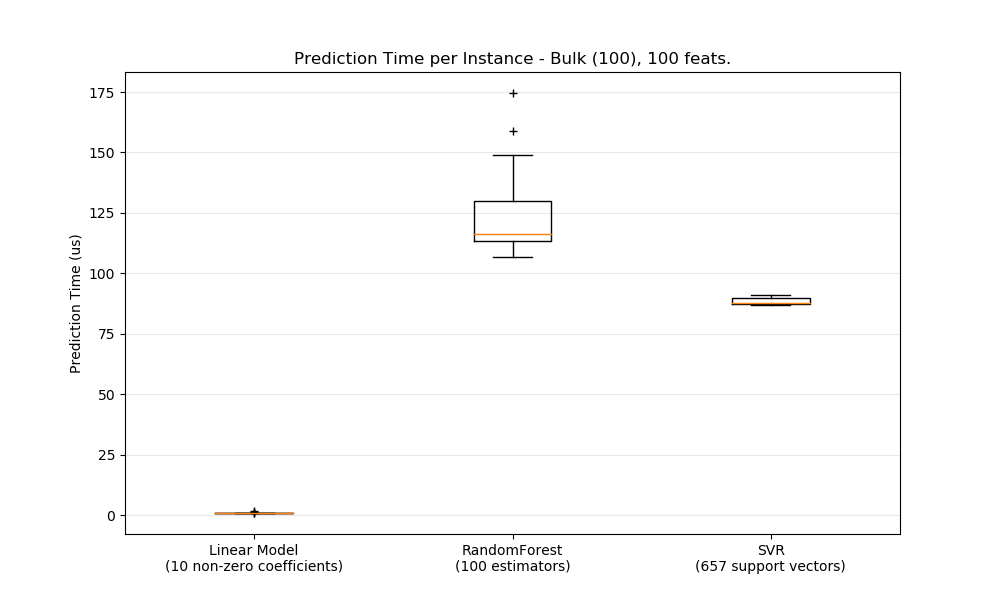 Prediction Time per Instance - Bulk (100), 100 feats.
175
150
125
100
75
50
25
0
Prediction Time (us)
Linear Model
(10 non-zero coefficients)
RandomForest
(100 estimators)
SVR
(657 support vectors)